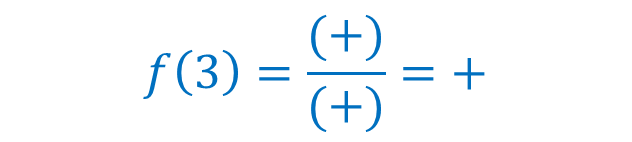 f(3) = (+)/(+) = +